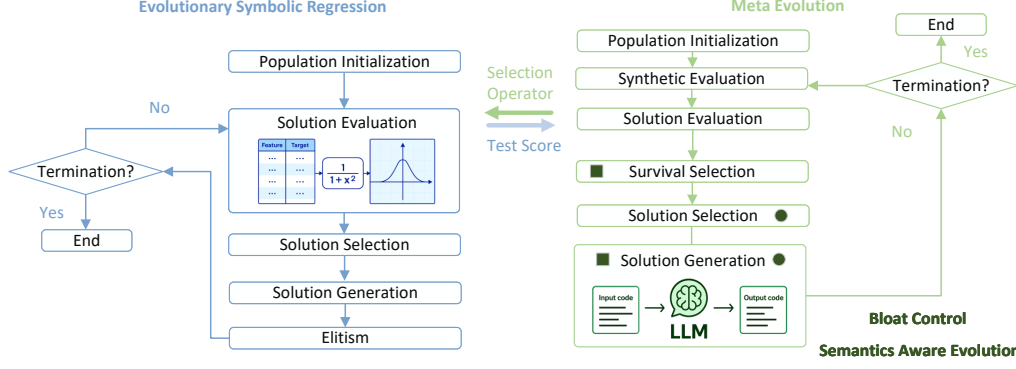 Evolutionary Symbolic Regression
Population Initialization
Solution Evaluation
Feature Target
... ...
... ...
... ...
... ...
1
1 + x²
No
Termination?
Yes
End
Solution Selection
Solution Generation
Elitism
Selection
Operator
Test Score
Meta Evolution
Population Initialization
Synthetic Evaluation
Solution Evaluation
Survival Selection
Solution Selection
Solution Generation
Input code
LLM
Output code
End
Yes
Termination?
No
Bloat Control
Semantics Aware Evolution